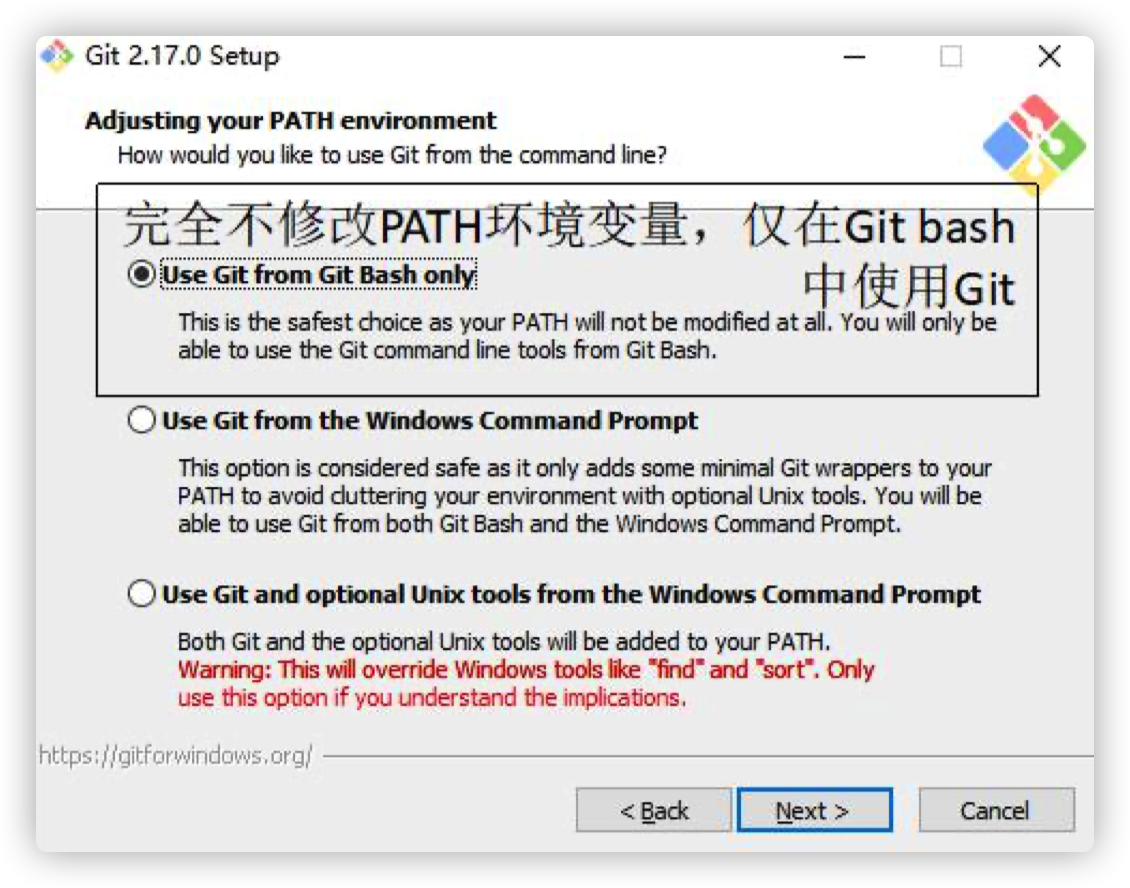 Git 2.17.0 Setup
Adjusting your PATH environment
How would you like to use Git from the command line?
完全不修改PATH环境变量，仅在Git bash
中使用Git
Use Git from Git Bash only
This is the safest choice as your PATH will not be modified at all. You will only be
able to use the Git command line tools from Git Bash.
Use Git from the Windows Command Prompt
This option is considered safe as it only adds some minimal Git wrappers to your
PATH to avoid cluttering your environment with optional Unix tools. You will be
able to use Git from both Git Bash and the Windows Command Prompt.
Use Git and optional Unix tools from the Windows Command Prompt
Both Git and the optional Unix tools will be added to your PATH.
Warning: This will override Windows tools like "find" and "sort". Only
use this option if you understand the implications.
https://gitforwindows.org/
< Back
Next >
Cancel